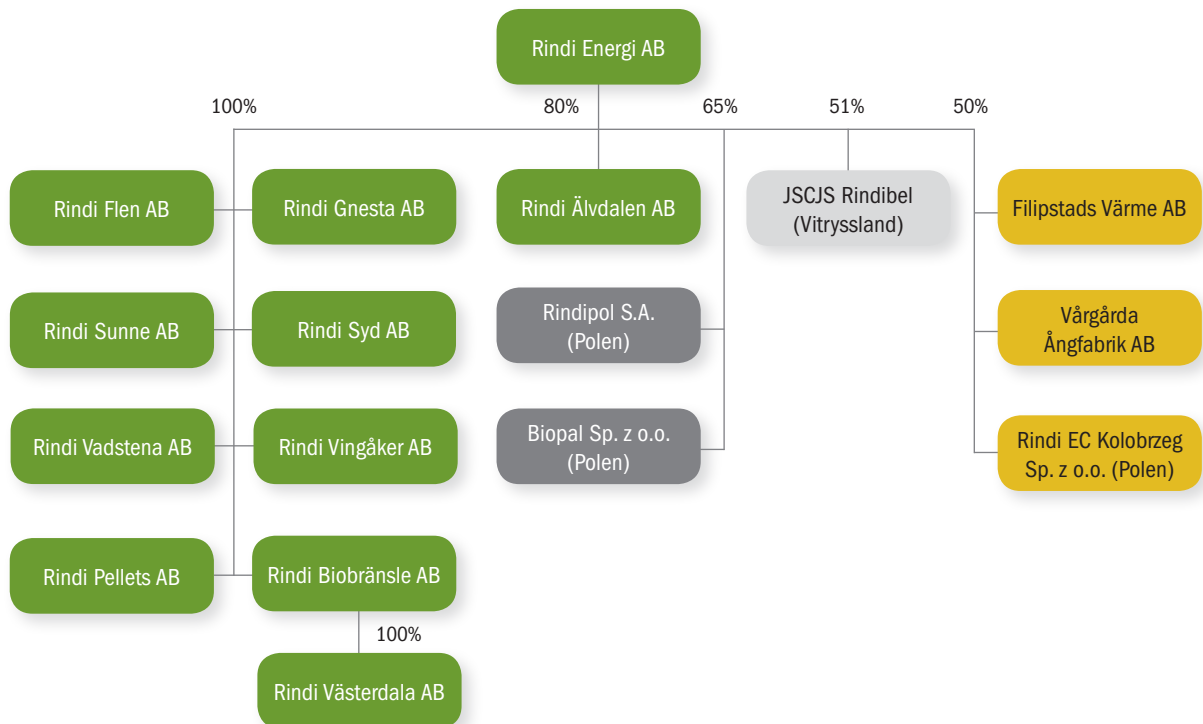 Rindi Energi AB
100%
80%
65%
51%
50%
Rindi Flen AB
Rindi Gnesta AB
Rindi Älvdalen AB
JSCJS Rindibel
(Vitryssland)
Filipstads Värme AB
Rindi Sunne AB
Rindi Syd AB
Rindipol S.A.
(Polen)
Vårgårda
Ångfabrik AB
Rindi Vadstena AB
Rindi Vingåker AB
Biopal Sp. z o.o.
(Polen)
Rindi EC Kolobrzeg
Sp. z o.o. (Polen)
Rindi Pellets AB
Rindi Biobränsle AB
100%
Rindi Västerdala AB